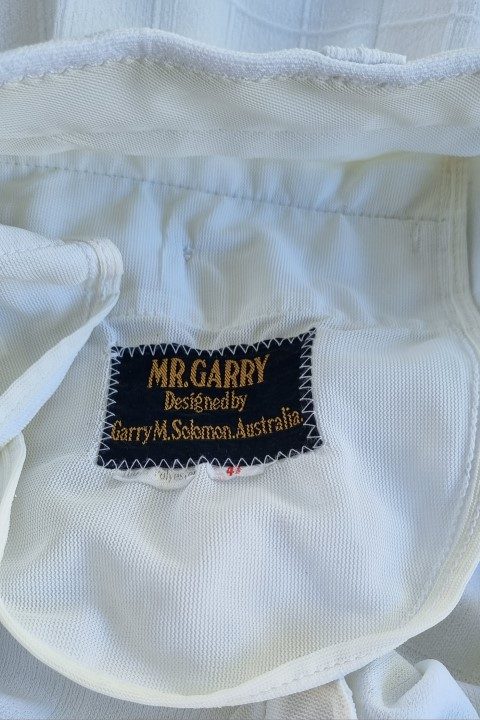 MR.GARRY
Designed by
Garry M. Solomon. Australia.